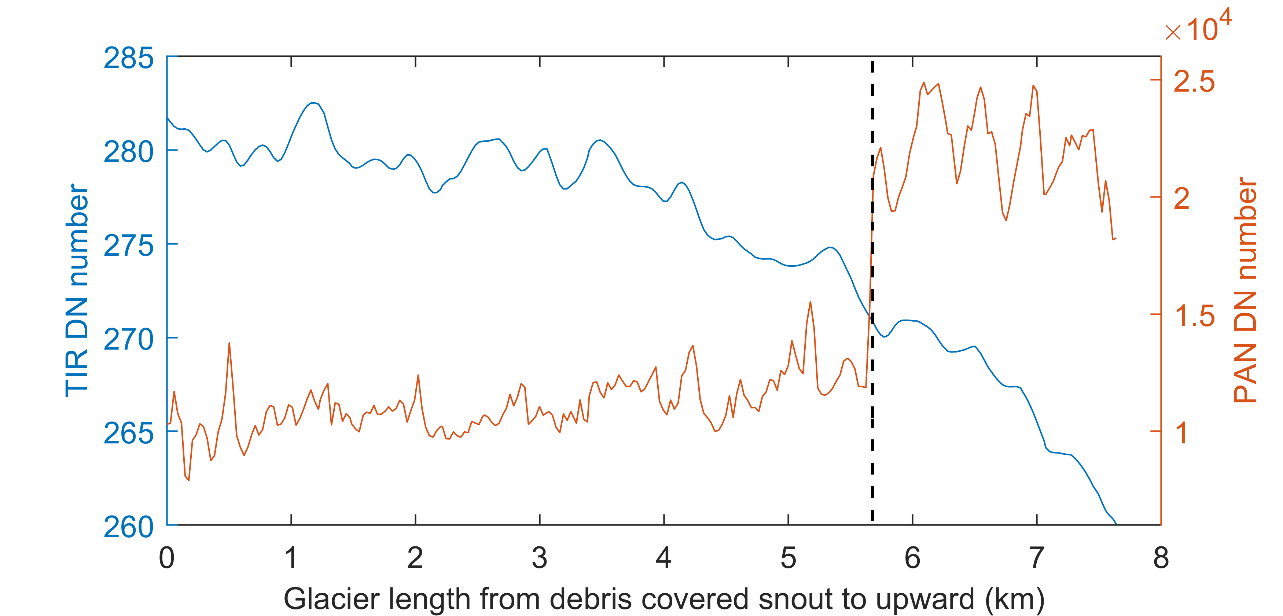 ×10⁴
285
280
275
270
265
260
TIR DN number
2.5
2
1.5
1
PAN DN number
0 1 2 3 4 5 6 7 8
Glacier length from debris covered snout to upward (km)